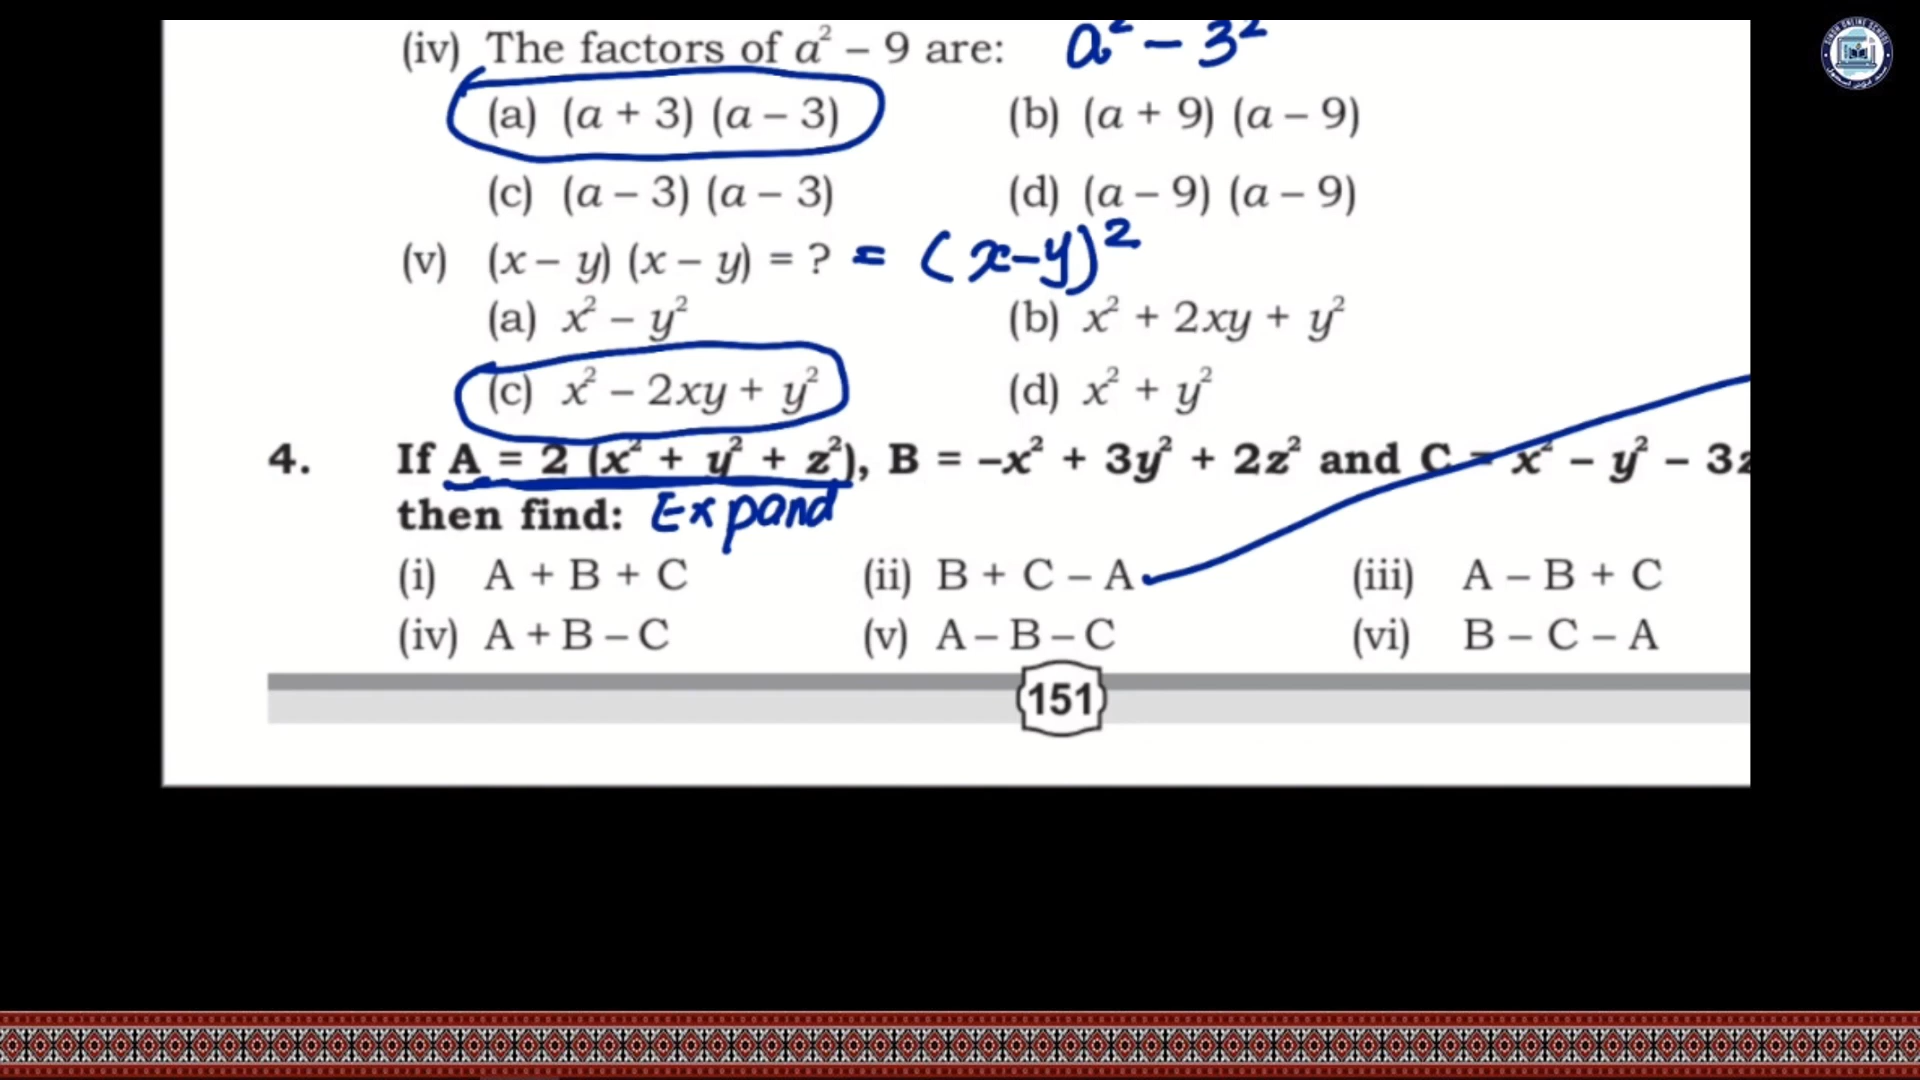 (iv) The factors of a² – 9 are: a² – 3²
(a) (a + 3) (a – 3) (b) (a + 9) (a – 9)
(c) (a – 3) (a – 3) (d) (a – 9) (a – 9)
(v) (x – y) (x – y) = ? = (x–y)²
(a) x² – y² (b) x² + 2xy + y²
(c) x² – 2xy + y² (d) x² + y²
4. If A = 2 (x² + y² + z²), B = –x² + 3y² + 2z² and C = x² – y² – 3
then find: Expand
(i) A + B + C (ii) B + C – A (iii) A – B + C
(iv) A + B – C (v) A – B – C (vi) B – C – A
151